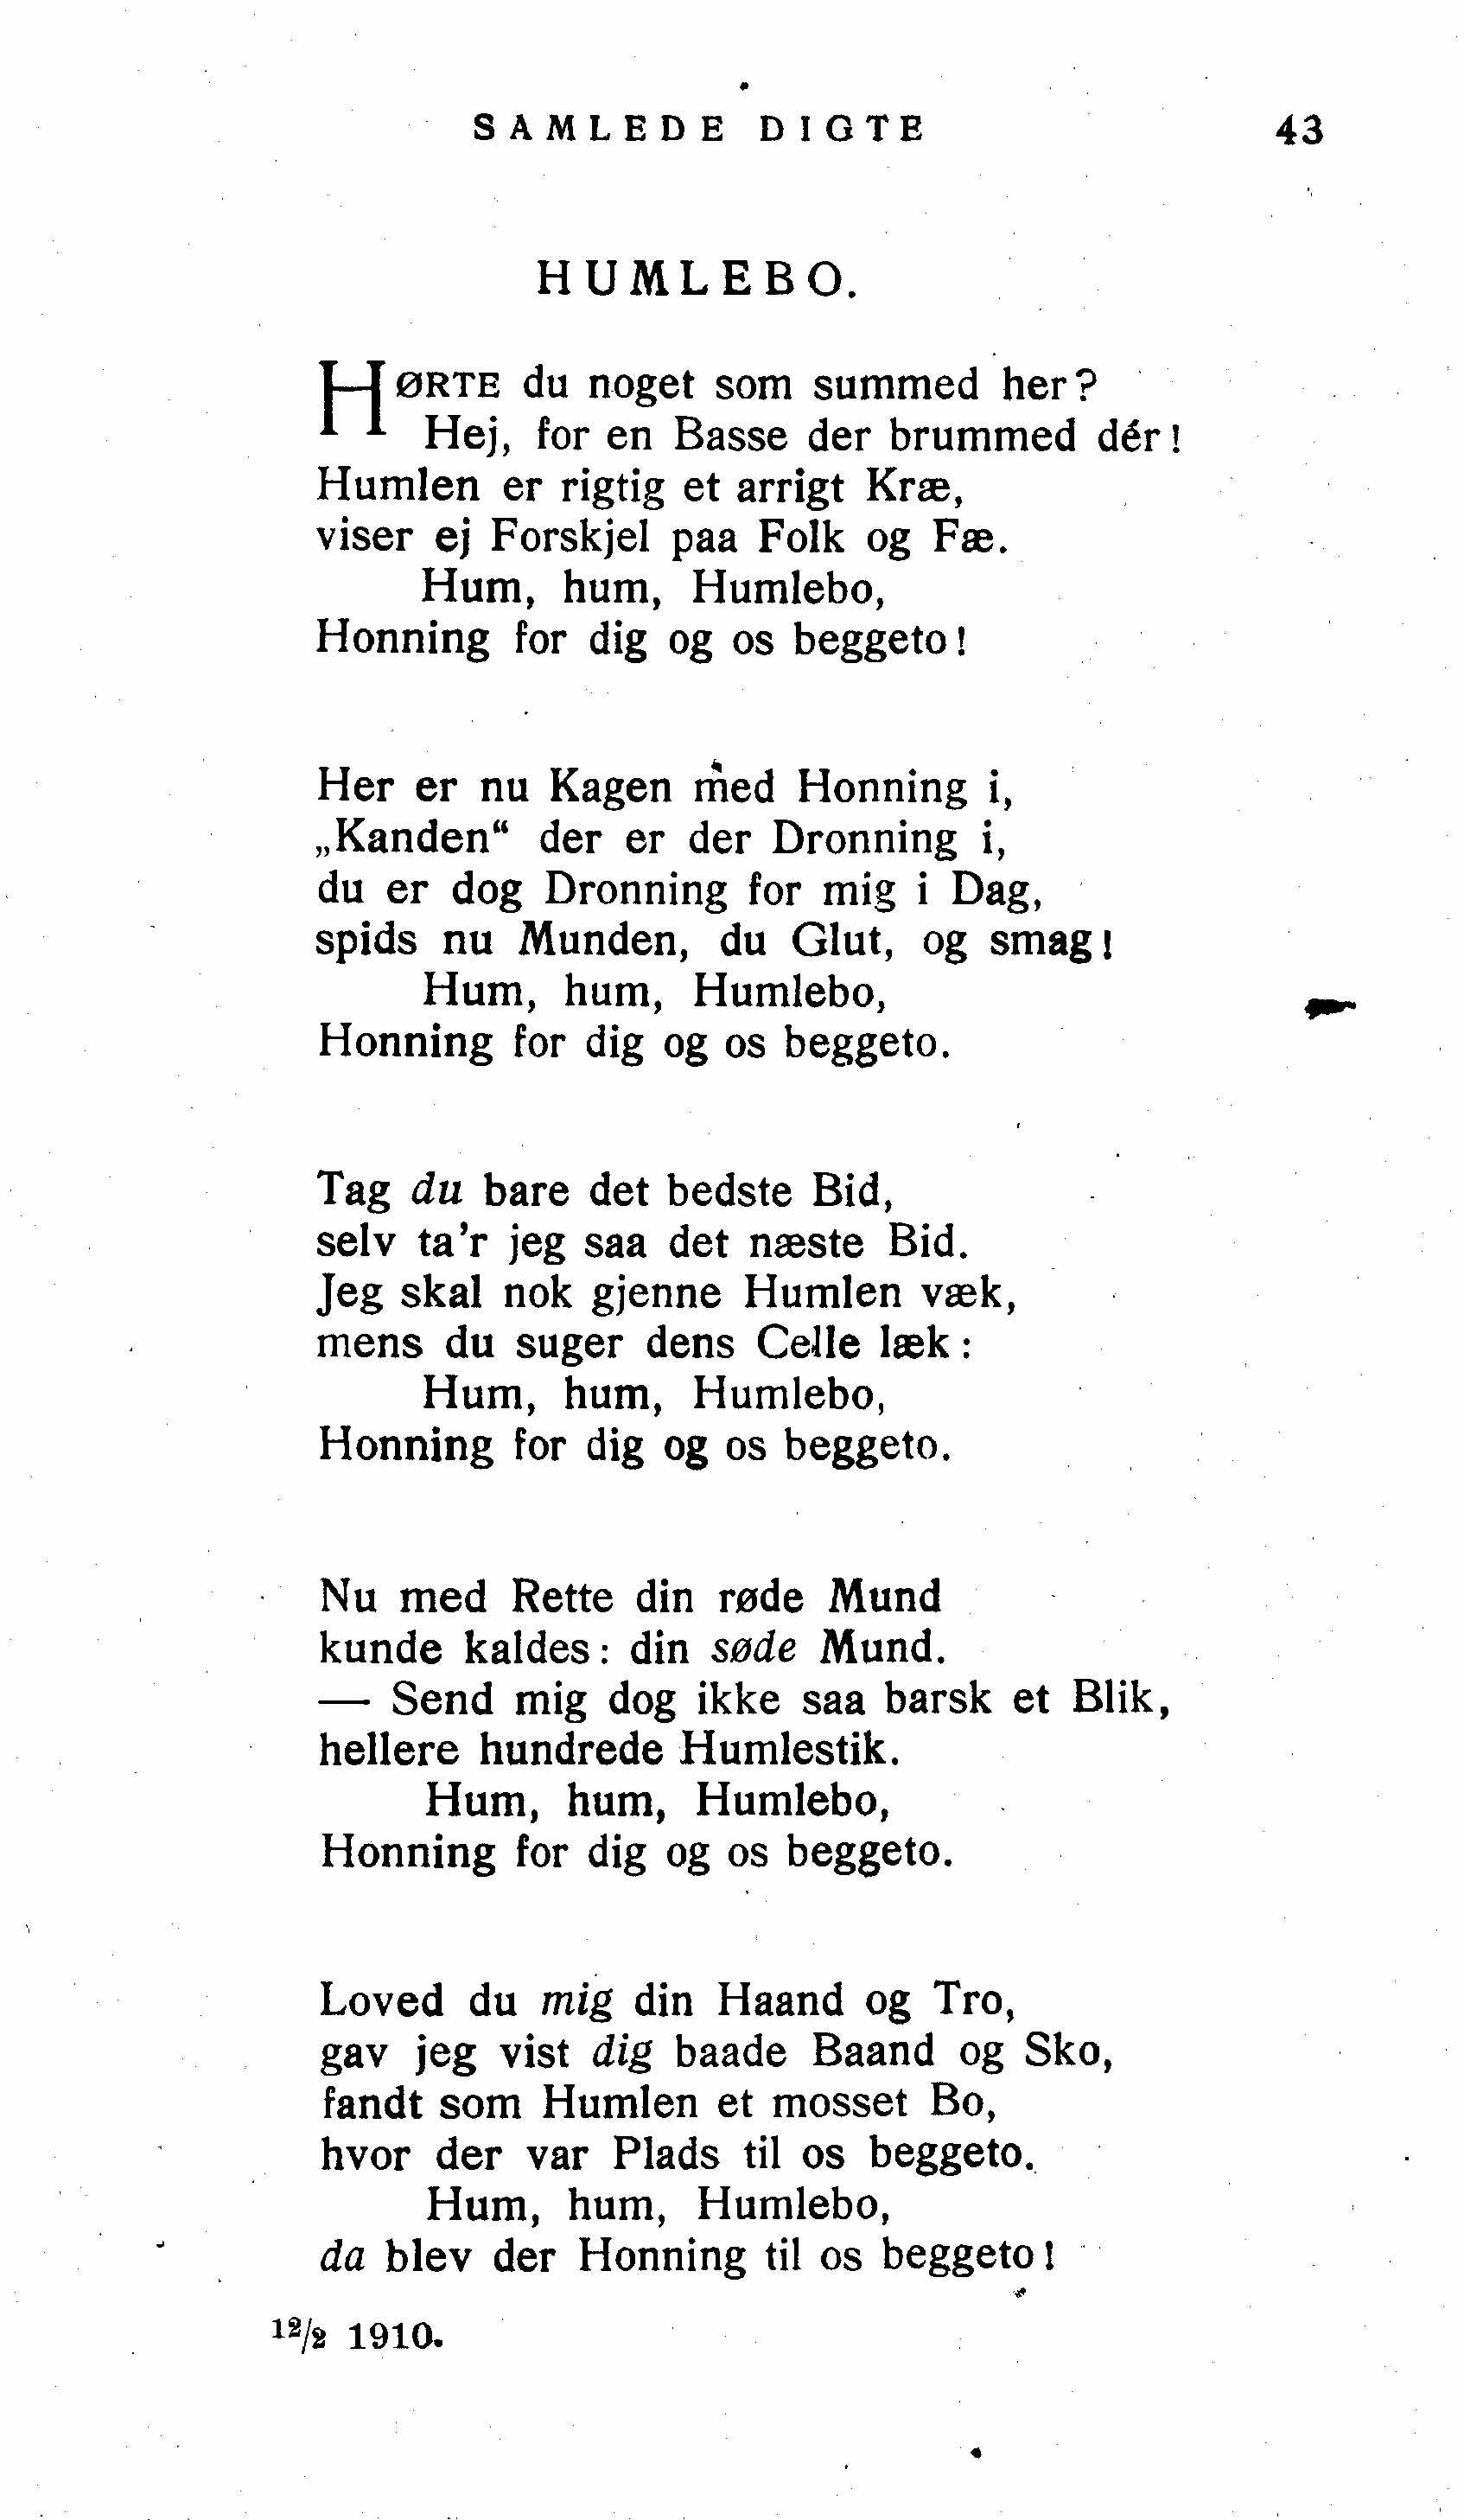 SAMLEDE DIGTE 43
HUMLEBO.
HØRTE du noget som summed her?
Hej, for en Basse der brummed dér!
Humlen er rigtig et arrigt Kræ,
viser ej Forskjel paa Folk og Fæ.
Hum, hum, Humlebo,
Honning for dig og os beggeto!
Her er nu Kagen med Honning i,
„Kanden“ der er der Dronning i,
du er dog Dronning for mig i Dag,
spids nu Munden, du Glut, og smag!
Hum, hum, Humlebo,
Honning for dig og os beggeto.
Tag du bare det bedste Bid,
selv ta'r jeg saa det næste Bid.
Jeg skal nok gjenne Humlen væk,
mens du suger dens Celle læk:
Hum, hum, Humlebo,
Honning for dig og os beggeto.
Nu med Rette din røde Mund
kunde kaldes: din søde Mund.
— Send mig dog ikke saa barsk et Blik,
hellere hundrede Humlestik.
Hum, hum, Humlebo,
Honning for dig og os beggeto.
Loved du mig din Haand og Tro,
gav jeg vist dig baade Baand og Sko,
fandt som Humlen et mosset Bo,
hvor der var Plads til os beggeto.
Hum, hum, Humlebo,
da blev der Honning til os beggeto!
12/2 1910.